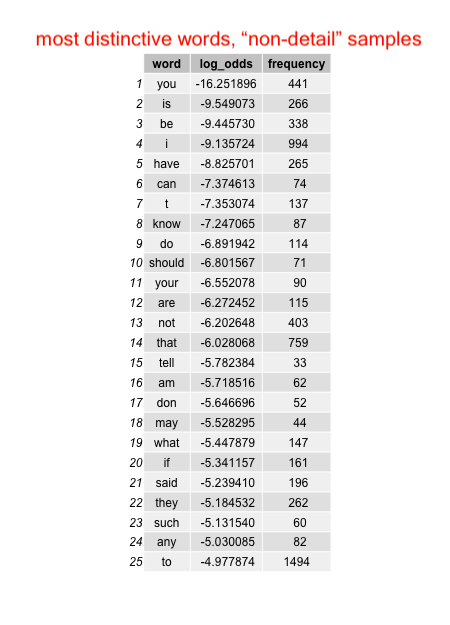 most distinctive words, “non-detail” samples
word log_odds frequency
1 you -16.251896 441
2 is -9.549073 266
3 be -9.445730 338
4 i -9.135724 994
5 have -8.825701 265
6 can -7.374613 74
7 t -7.353074 137
8 know -7.247065 87
9 do -6.891942 114
10 should -6.801567 71
11 your -6.552078 90
12 are -6.272452 115
13 not -6.202648 403
14 that -6.028068 759
15 tell -5.782384 33
16 am -5.718516 62
17 don -5.646696 52
18 may -5.528295 44
19 what -5.447879 147
20 if -5.341157 161
21 said -5.239410 196
22 they -5.184532 262
23 such -5.131540 60
24 any -5.030085 82
25 to -4.977874 1494